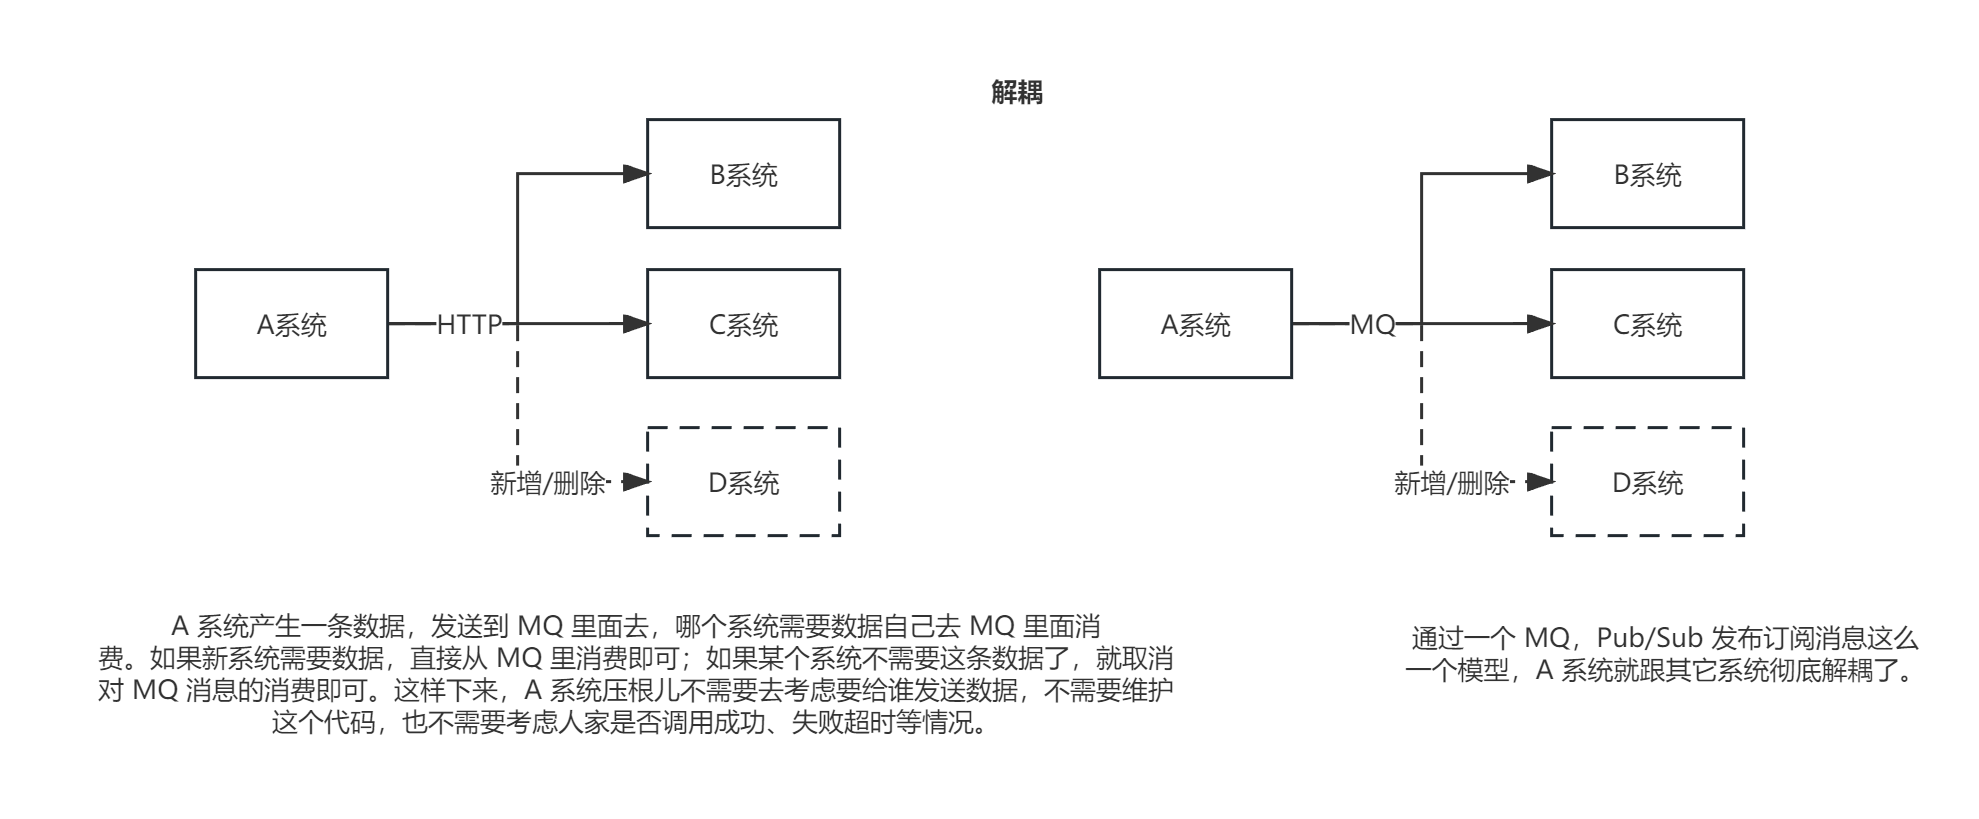 解耦
B系统
A系统
HTTP
C系统
新增/删除
D系统
B系统
A系统
MQ
C系统
新增/删除
D系统
A 系统产生一条数据，发送到 MQ 里面去，哪个系统需要数据自己去 MQ 里面消
费。如果新系统需要数据，直接从 MQ 里消费即可；如果某个系统不需要这条数据了，就取消
对 MQ 消息的消费即可。这样下来，A 系统压根儿不需要去考虑要给谁发送数据，不需要维护
这个代码，也不需要考虑人家是否调用成功、失败超时等情况。
通过一个 MQ，Pub/Sub 发布订阅消息这么
一个模型，A 系统就跟其它系统彻底解耦了。